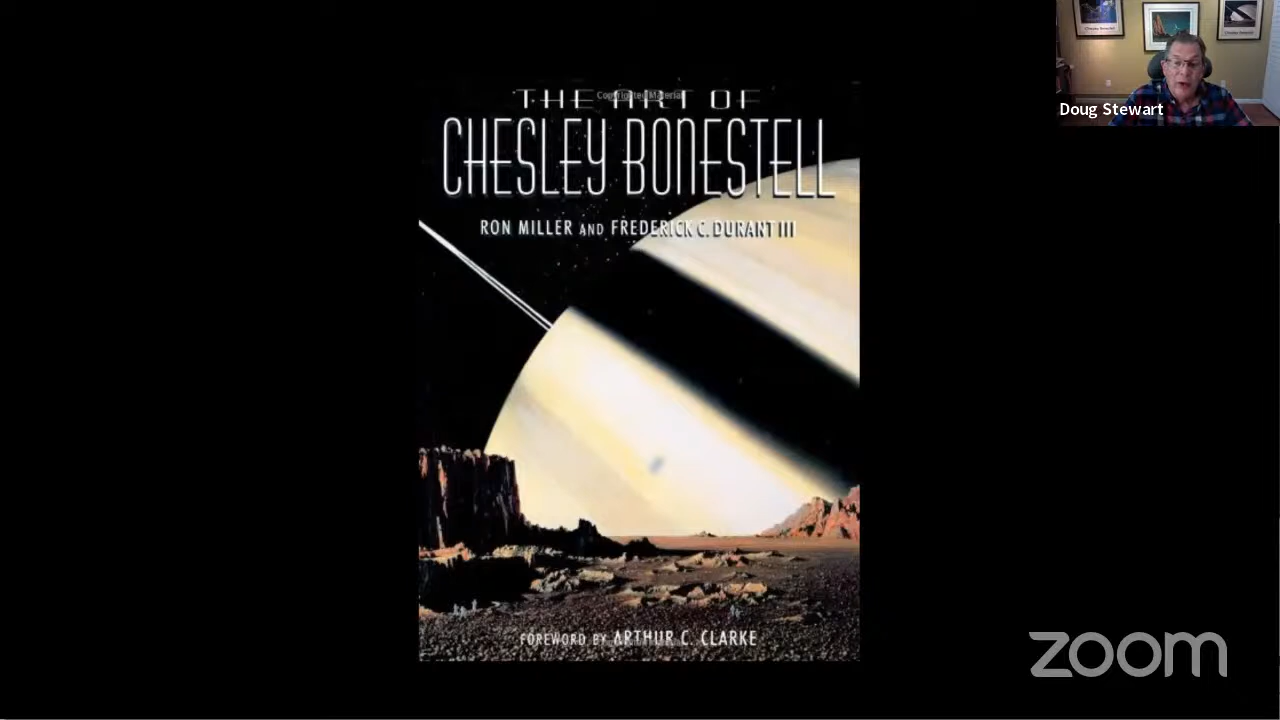 THE ART OF
Copyrighted Material
CHESLEY BONESTELL
RON MILLER AND FREDERICK C. DURANT III
FOREWORD BY ARTHUR C. CLARKE
Doug Stewart
zoom